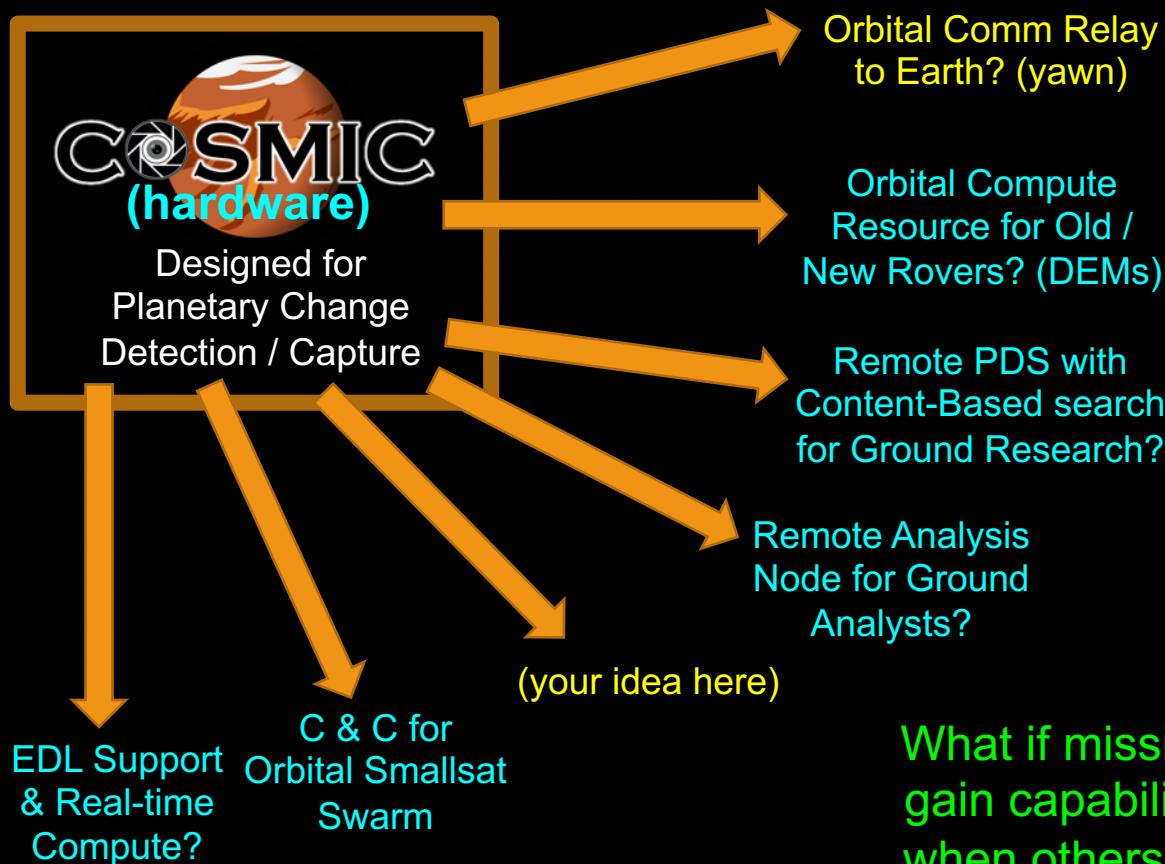 COSMIC
(hardware)
Designed for
Planetary Change
Detection / Capture
Orbital Comm Relay
to Earth? (yawn)
Orbital Compute
Resource for Old /
New Rovers? (DEMs)
Remote PDS with
Content-Based search
for Ground Research?
Remote Analysis
Node for Ground
Analysts?
(your idea here)
C & C for
Orbital Smallsat
Swarm
EDL Support
& Real-time
Compute?
What if
gain
when others